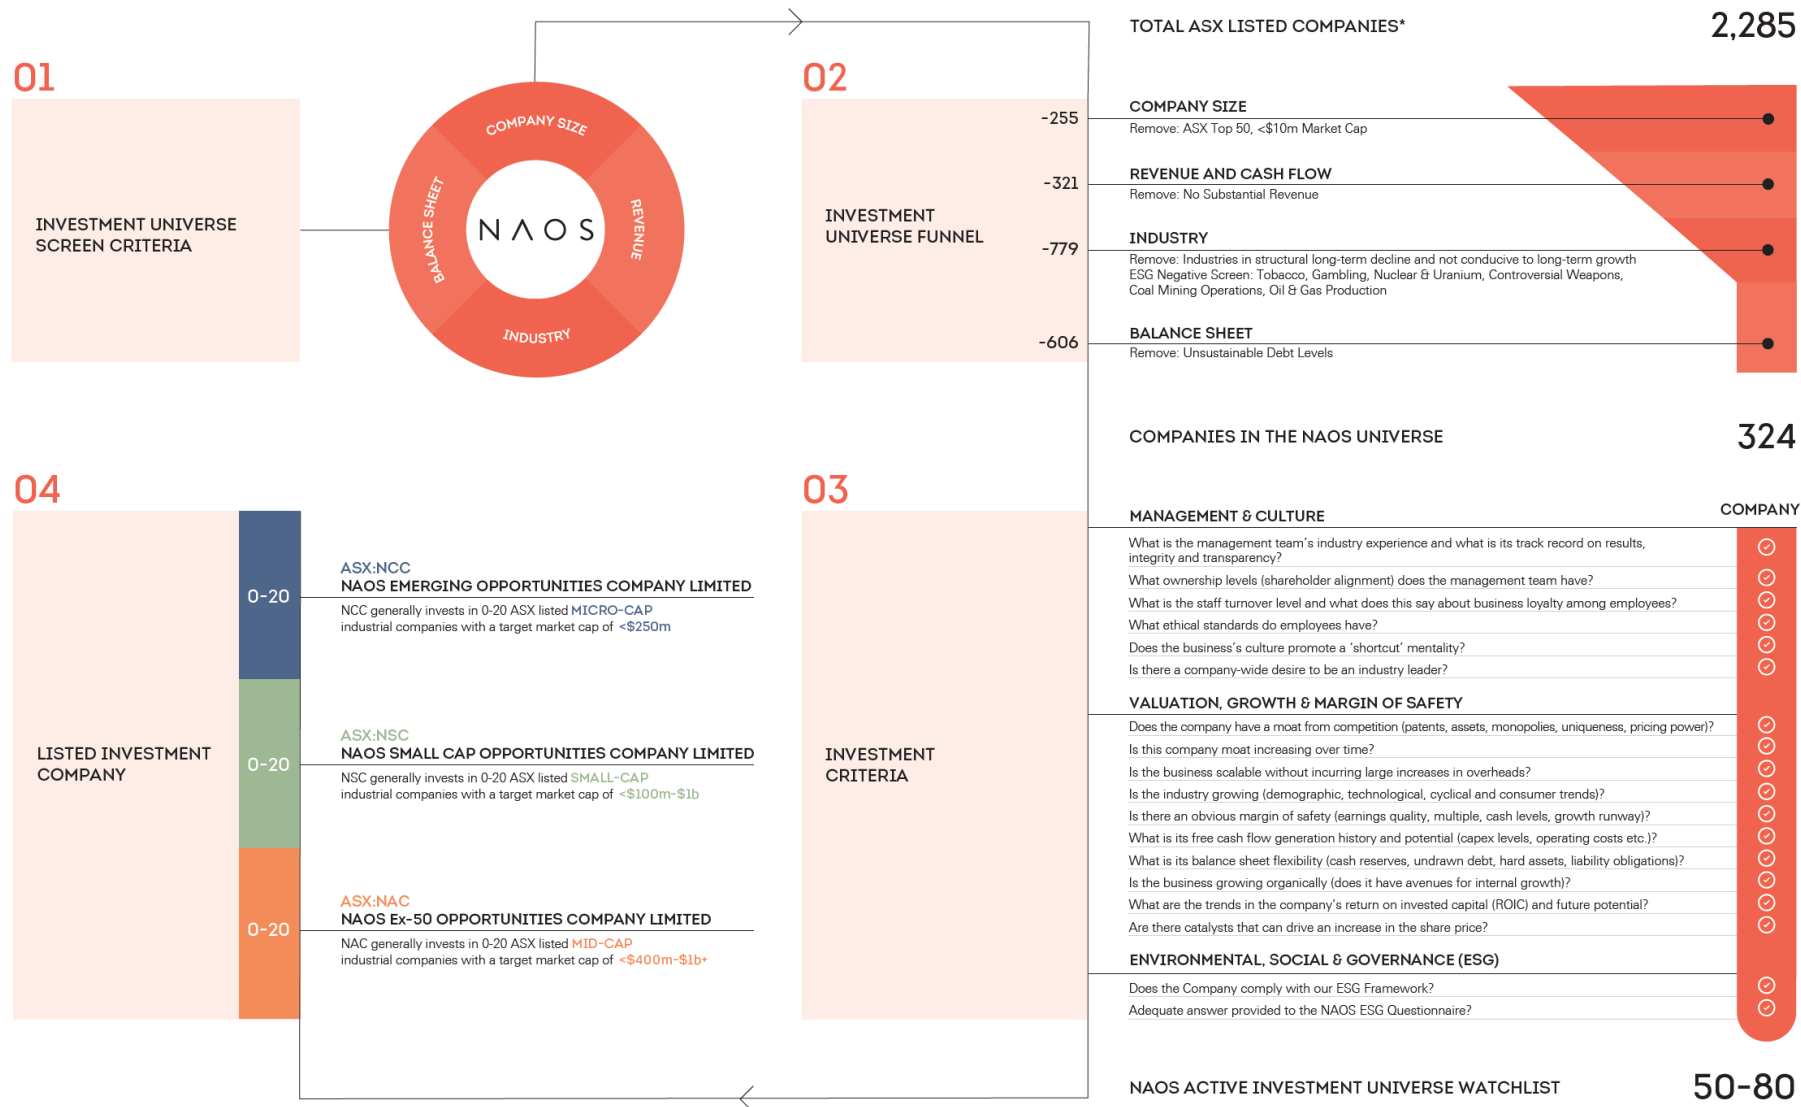 01
INVESTMENT UNIVERSE
SCREEN CRITERIA
COMPANY SIZE
REVENUE
INDUSTRY
BALANCE SHEET
NAOS
02
INVESTMENT
UNIVERSE FUNNEL
TOTAL ASX LISTED COMPANIES* 2,285
-255 COMPANY SIZE
Remove: ASX Top 50, <$10m Market Cap
-321 REVENUE AND CASH FLOW
Remove: No Substantial Revenue
-779 INDUSTRY
Remove: Industries in structural long-term decline and not conducive to long-term growth
ESG Negative Screen: Tobacco, Gambling, Nuclear & Uranium, Controversial Weapons,
Coal Mining Operations, Oil & Gas Production
-606 BALANCE SHEET
Remove: Unsustainable Debt Levels
COMPANIES IN THE NAOS UNIVERSE 324
03
INVESTMENT
CRITERIA
COMPANY
MANAGEMENT & CULTURE
What is the management team's industry experience and what is its track record on results,
integrity and transparency?
What ownership levels (shareholder alignment) does the management team have?
What is the staff turnover level and what does this say about business loyalty among employees?
What ethical standards do employees have?
Does the business's culture promote a ‘shortcut’ mentality?
Is there a company-wide desire to be an industry leader?
VALUATION, GROWTH & MARGIN OF SAFETY
Does the company have a moat from competition (patents, assets, monopolies, uniqueness, pricing power)?
Is this company moat increasing over time?
Is the business scalable without incurring large increases in overheads?
Is the industry growing (demographic, technological, cyclical and consumer trends)?
Is there an obvious margin of safety (earnings quality, multiple, cash levels, growth runway)?
What is its free cash flow generation history and potential (capex levels, operating costs etc.)?
What is its balance sheet flexibility (cash reserves, undrawn debt, hard assets, liability obligations)?
Is the business growing organically (does it have avenues for internal growth)?
What are the trends in the company's return on invested capital (ROIC) and future potential?
Are there catalysts that can drive an increase in the share price?
ENVIRONMENTAL, SOCIAL & GOVERNANCE (ESG)
Does the Company comply with our ESG Framework?
Adequate answer provided to the NAOS ESG Questionnaire?
NAOS ACTIVE INVESTMENT UNIVERSE WATCHLIST 50-80
04
LISTED INVESTMENT
COMPANY
0-20
ASX:NCC
NAOS EMERGING OPPORTUNITIES COMPANY LIMITED
NCC generally invests in 0-20 ASX listed MICRO-CAP
industrial companies with a target market cap of <$250m
0-20
ASX:NSC
NAOS SMALL CAP OPPORTUNITIES COMPANY LIMITED
NSC generally invests in 0-20 ASX listed SMALL-CAP
industrial companies with a target market cap of <$100m-$1b
0-20
ASX:NAC
NAOS Ex-50 OPPORTUNITIES COMPANY LIMITED
NAC generally invests in 0-20 ASX listed MID-CAP
industrial companies with a target market cap of <$400m-$1b+